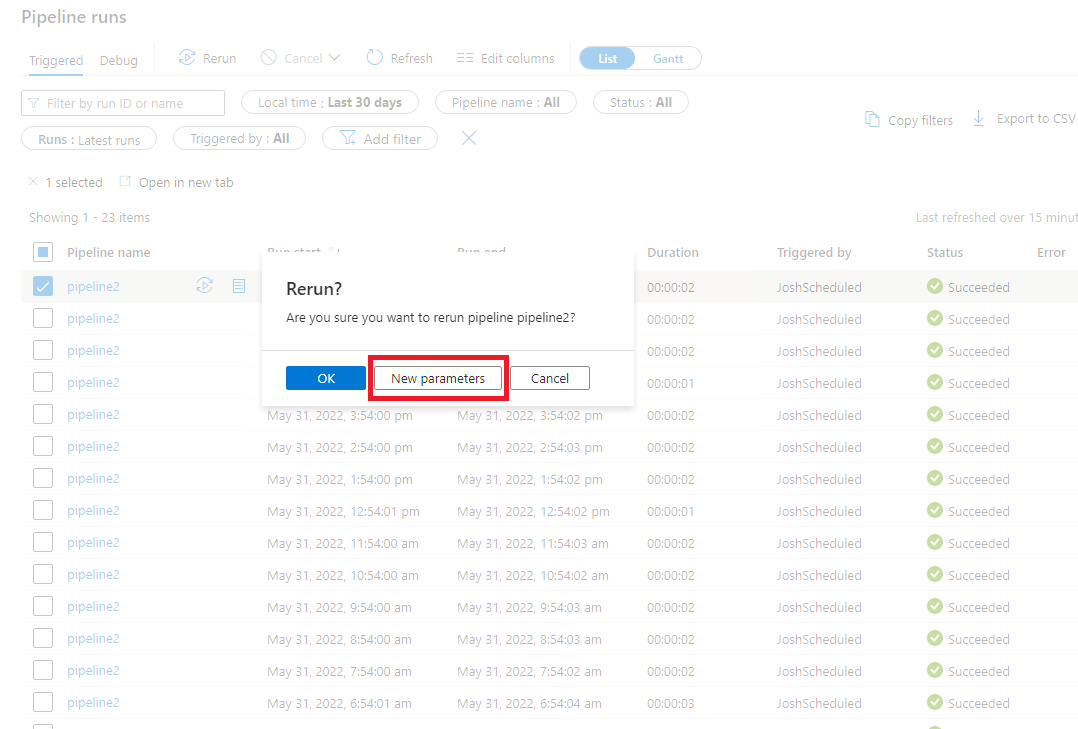 Pipeline runs
Triggered Debug Rerun Cancel Refresh Edit columns List Gantt
Filter by run ID or name Local time : Last 30 days Pipeline name : All Status : All
Copy filters Export to CSV
Runs : Latest runs Triggered by : All Add filter
1 selected Open in new tab
Showing 1 - 23 items Last refreshed over 15 minut
Pipeline name Run start Run end Duration Triggered by Status Error
pipeline2 00:00:02 JoshScheduled Succeeded
Rerun?
pipeline2 00:00:02 JoshScheduled Succeeded
Are you sure you want to rerun pipeline pipeline2?
pipeline2 00:00:02 JoshScheduled Succeeded
pipeline2 00:00:01 JoshScheduled Succeeded
OK New parameters Cancel
pipeline2 May 31, 2022, 3:54:00 pm May 31, 2022, 3:54:02 pm 00:00:02 JoshScheduled Succeeded
pipeline2 May 31, 2022, 2:54:00 pm May 31, 2022, 2:54:03 pm 00:00:02 JoshScheduled Succeeded
pipeline2 May 31, 2022, 1:54:00 pm May 31, 2022, 1:54:02 pm 00:00:02 JoshScheduled Succeeded
pipeline2 May 31, 2022, 12:54:01 pm May 31, 2022, 12:54:02 pm 00:00:01 JoshScheduled Succeeded
pipeline2 May 31, 2022, 11:54:00 am May 31, 2022, 11:54:03 am 00:00:02 JoshScheduled Succeeded
pipeline2 May 31, 2022, 10:54:00 am May 31, 2022, 10:54:02 am 00:00:02 JoshScheduled Succeeded
pipeline2 May 31, 2022, 9:54:00 am May 31, 2022, 9:54:03 am 00:00:02 JoshScheduled Succeeded
pipeline2 May 31, 2022, 8:54:00 am May 31, 2022, 8:54:03 am 00:00:02 JoshScheduled Succeeded
pipeline2 May 31, 2022, 7:54:00 am May 31, 2022, 7:54:02 am 00:00:02 JoshScheduled Succeeded
pipeline2 May 31, 2022, 6:54:01 am May 31, 2022, 6:54:04 am 00:00:03 JoshScheduled Succeeded